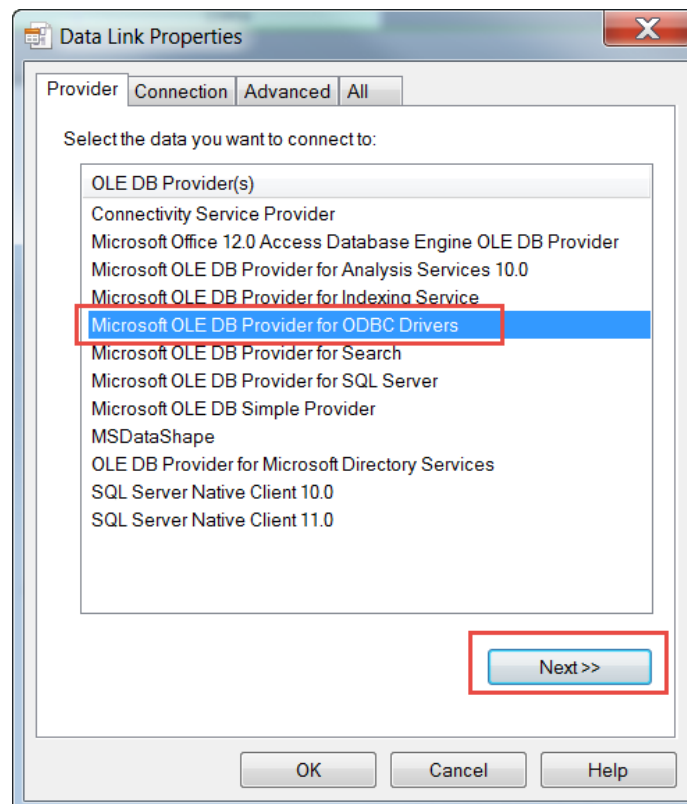 Data Link Properties
Provider Connection Advanced All
Select the data you want to connect to:
OLE DB Provider(s)
Connectivity Service Provider
Microsoft Office 12.0 Access Database Engine OLE DB Provider
Microsoft OLE DB Provider for Analysis Services 10.0
Microsoft OLE DB Provider for Indexing Service
Microsoft OLE DB Provider for ODBC Drivers
Microsoft OLE DB Provider for Search
Microsoft OLE DB Provider for SQL Server
Microsoft OLE DB Simple Provider
MSDataShape
OLE DB Provider for Microsoft Directory Services
SQL Server Native Client 10.0
SQL Server Native Client 11.0
Next >>
OK Cancel Help